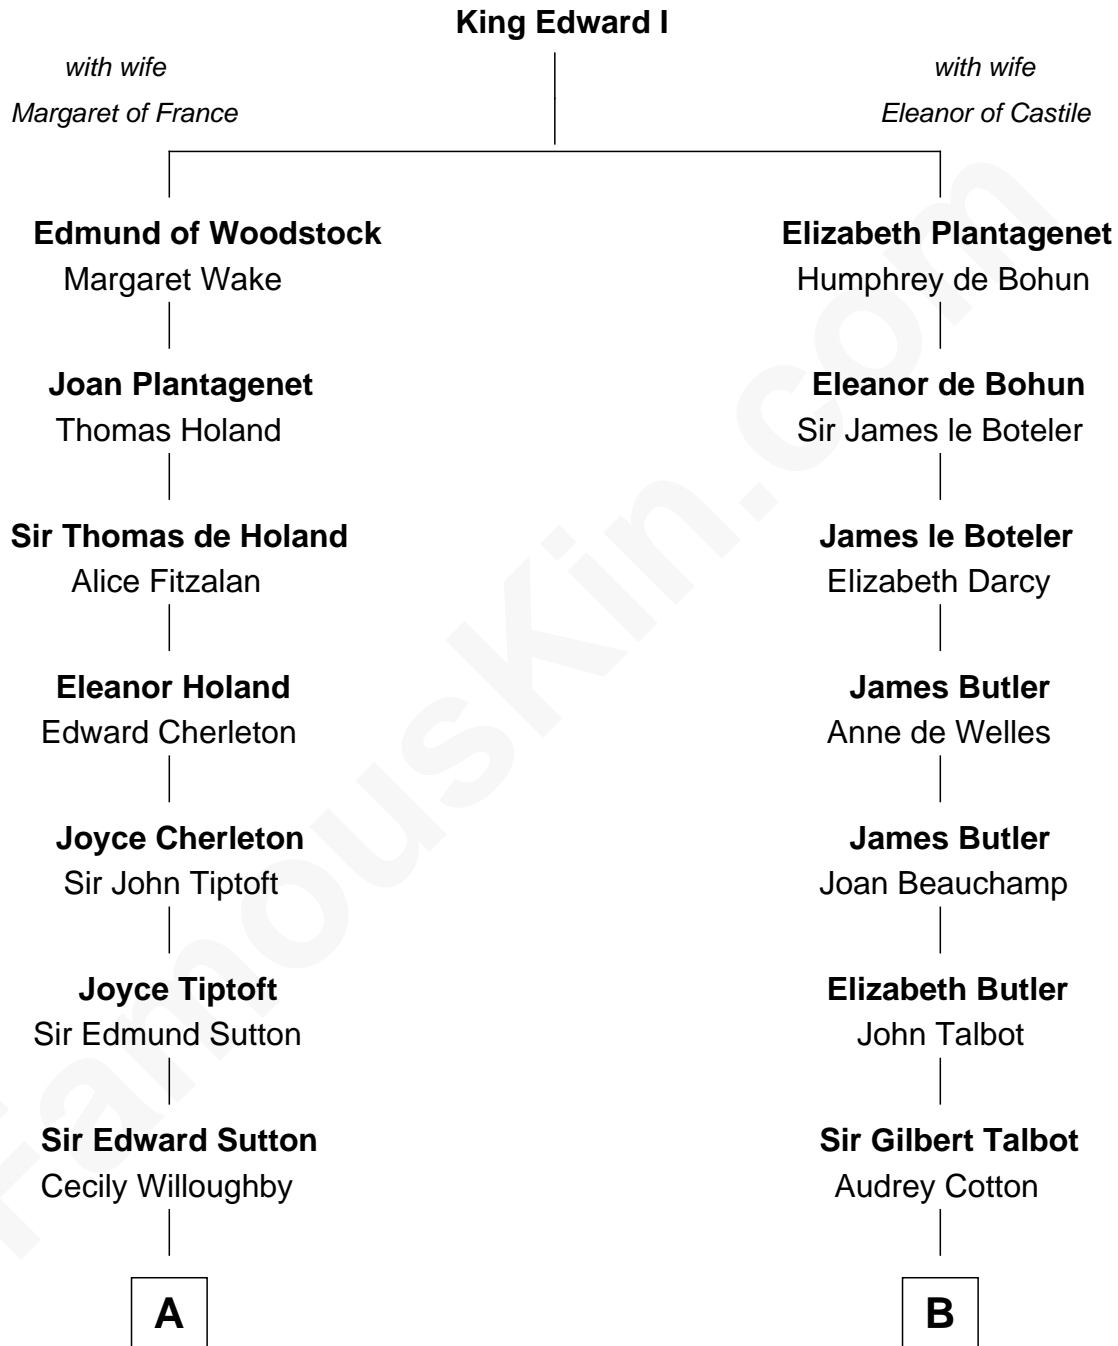 King Edward I
with wife
Margaret of France
with wife
Eleanor of Castile
Edmund of Woodstock
Margaret Wake
Elizabeth Plantagenet
Humphrey de Bohun
Joan Plantagenet
Thomas Holand
Eleanor de Bohun
Sir James le Boteler
Sir Thomas de Holand
Alice Fitzalan
James le Boteler
Elizabeth Darcy
Eleanor Holand
Edward Cherleton
James Butler
Anne de Welles
Joyce Cherleton
Sir John Tiptoft
James Butler
Joan Beauchamp
Joyce Tiptoft
Sir Edmund Sutton
Elizabeth Butler
John Talbot
Sir Edward Sutton
Cecily Willoughby
Sir Gilbert Talbot
Audrey Cotton
A
B
FamousKin.com